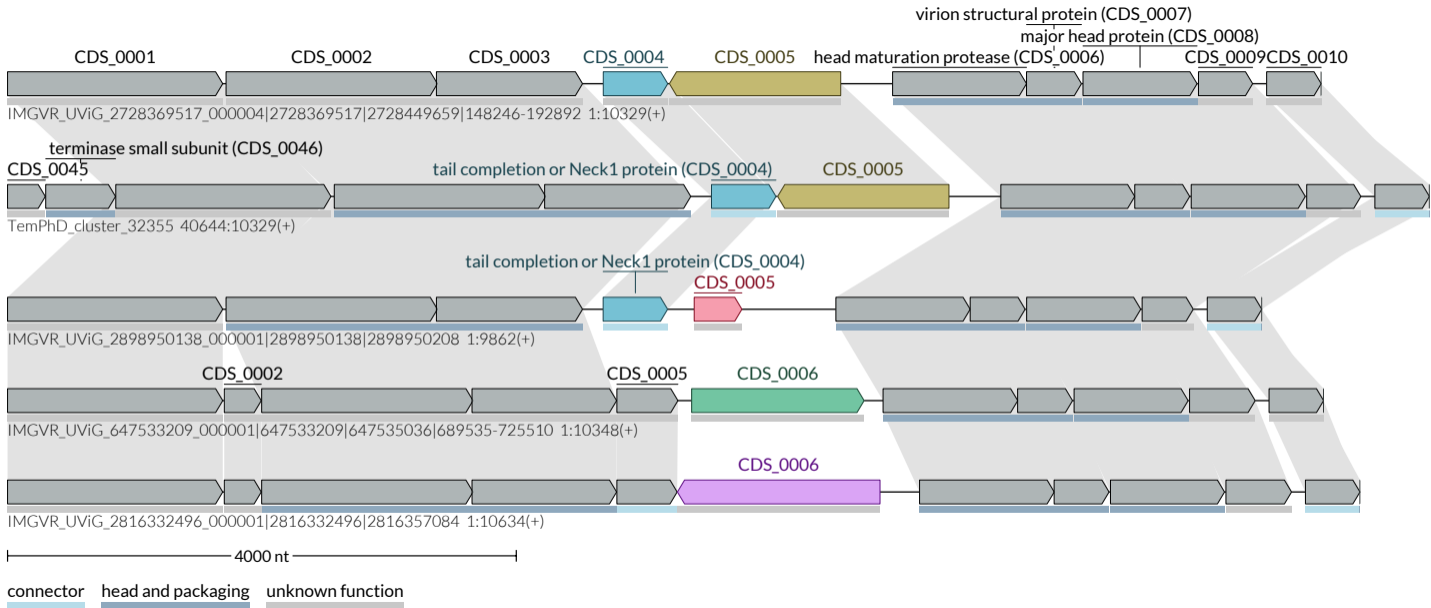 virion structural protein (CDS_0007)
major head protein (CDS_0008)
CDS_0001 CDS_0002 CDS_0003 CDS_0004 CDS_0005 head maturation protease (CDS_0006) CDS_0009 CDS_0010
IMGVR_UViG_2728369517_000004|2728369517|2728449659|148246-192892 1:10329(+)
terminase small subunit (CDS_0046)
CDS_0045 tail completion or Neck1 protein (CDS_0004) CDS_0005
TemPhD_cluster_32355 40644:10329(+)
tail completion or Neck1 protein (CDS_0004)
CDS_0005
IMGVR_UViG_2898950138_000001|2898950138|2898950208 1:9862(+)
CDS_0002 CDS_0005 CDS_0006
IMGVR_UViG_647533209_000001|647533209|647535036|689535-725510 1:10348(+)
CDS_0006
IMGVR_UViG_2816332496_000001|2816332496|2816357084 1:10634(+)
4000 nt
connector head and packaging unknown function